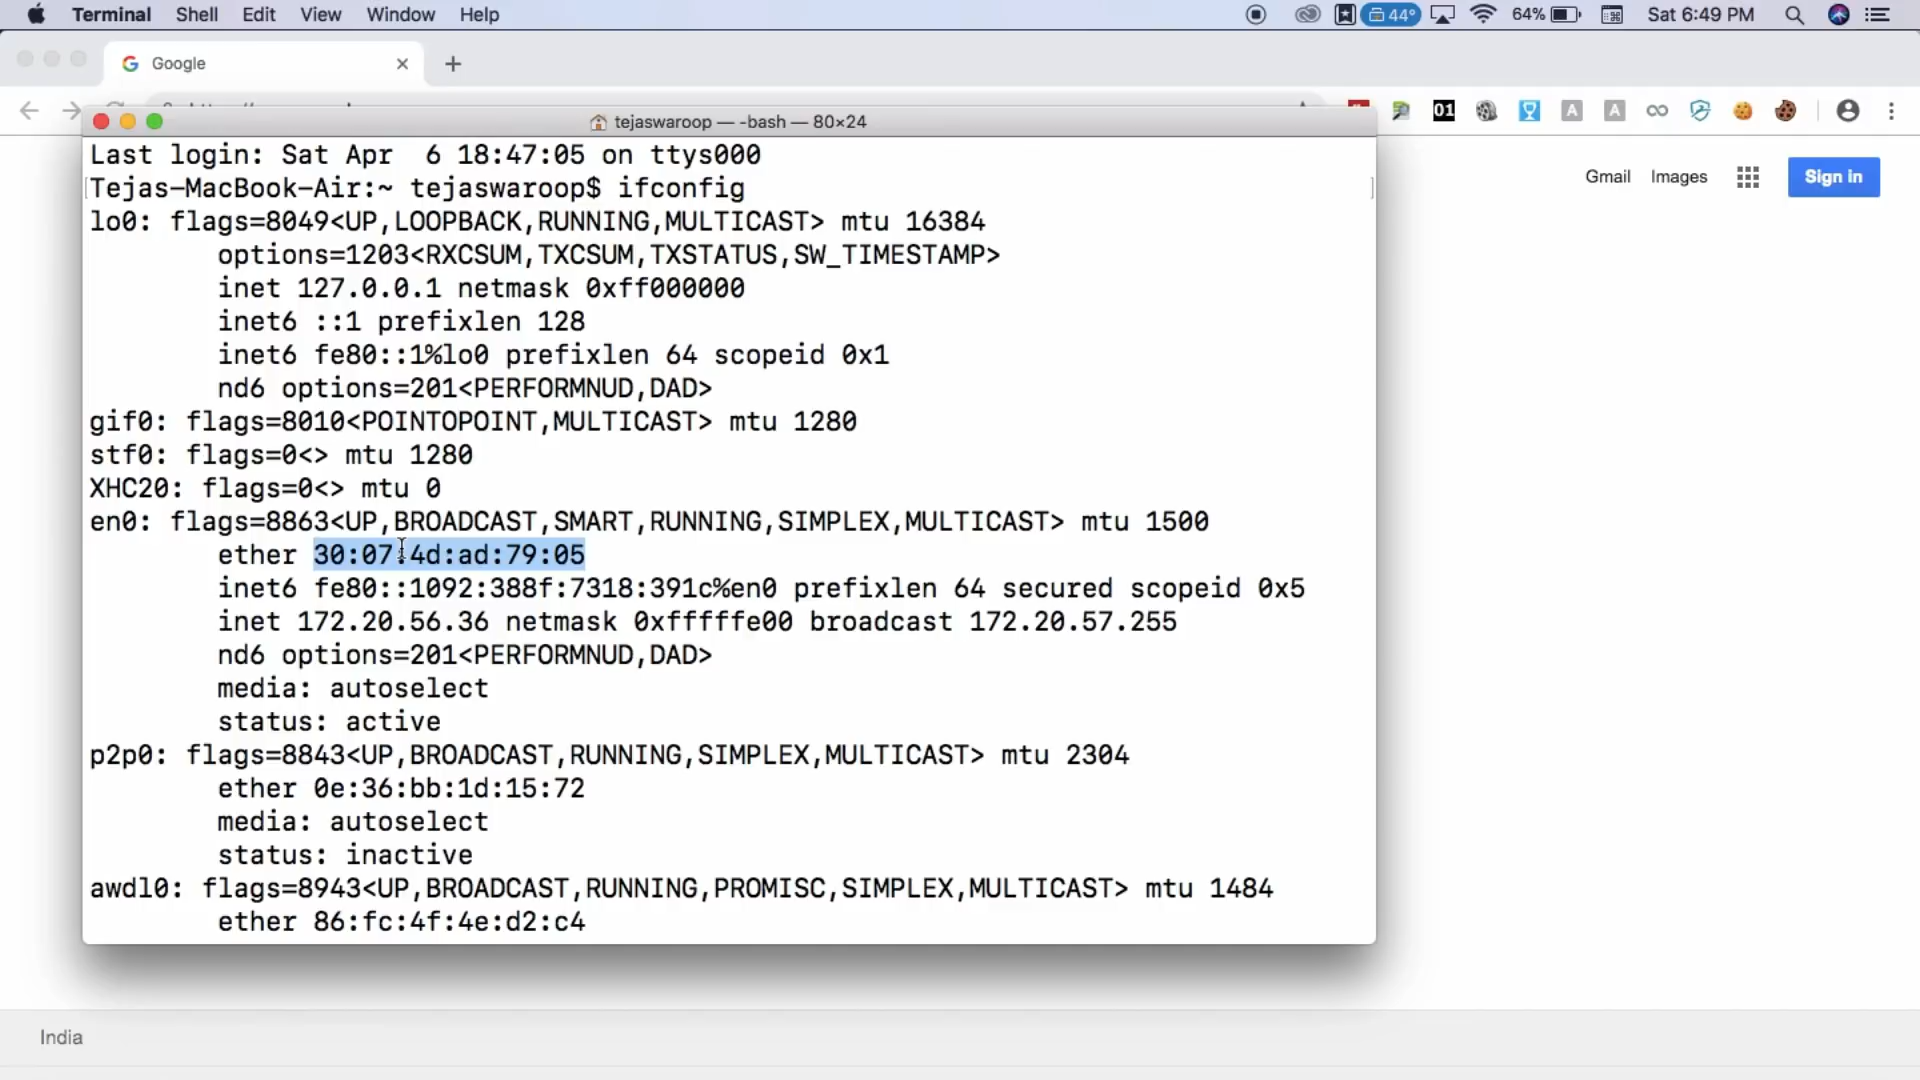 Terminal Shell Edit View Window Help 44° 64% Sat 6:49 PM
Google
01 A A
tejaswaroop — -bash — 80×24
Last login: Sat Apr  6 18:47:05 on ttys000
Tejas-MacBook-Air:~ tejaswaroop$ ifconfig
lo0: flags=8049<UP,LOOPBACK,RUNNING,MULTICAST> mtu 16384
options=1203<RXCSUM,TXCSUM,TXSTATUS,SW_TIMESTAMP>
inet 127.0.0.1 netmask 0xff000000
inet6 ::1 prefixlen 128
inet6 fe80::1%lo0 prefixlen 64 scopeid 0x1
nd6 options=201<PERFORMNUD,DAD>
gif0: flags=8010<POINTOPOINT,MULTICAST> mtu 1280
stf0: flags=0<> mtu 1280
XHC20: flags=0<> mtu 0
en0: flags=8863<UP,BROADCAST,SMART,RUNNING,SIMPLEX,MULTICAST> mtu 1500
ether 30:07:4d:ad:79:05
inet6 fe80::1092:388f:7318:391c%en0 prefixlen 64 secured scopeid 0x5
inet 172.20.56.36 netmask 0xfffffe00 broadcast 172.20.57.255
nd6 options=201<PERFORMNUD,DAD>
media: autoselect
status: active
p2p0: flags=8843<UP,BROADCAST,RUNNING,SIMPLEX,MULTICAST> mtu 2304
ether 0e:36:bb:1d:15:72
media: autoselect
status: inactive
awdl0: flags=8943<UP,BROADCAST,RUNNING,PROMISC,SIMPLEX,MULTICAST> mtu 1484
ether 86:fc:4f:4e:d2:c4
Gmail Images Sign in
India